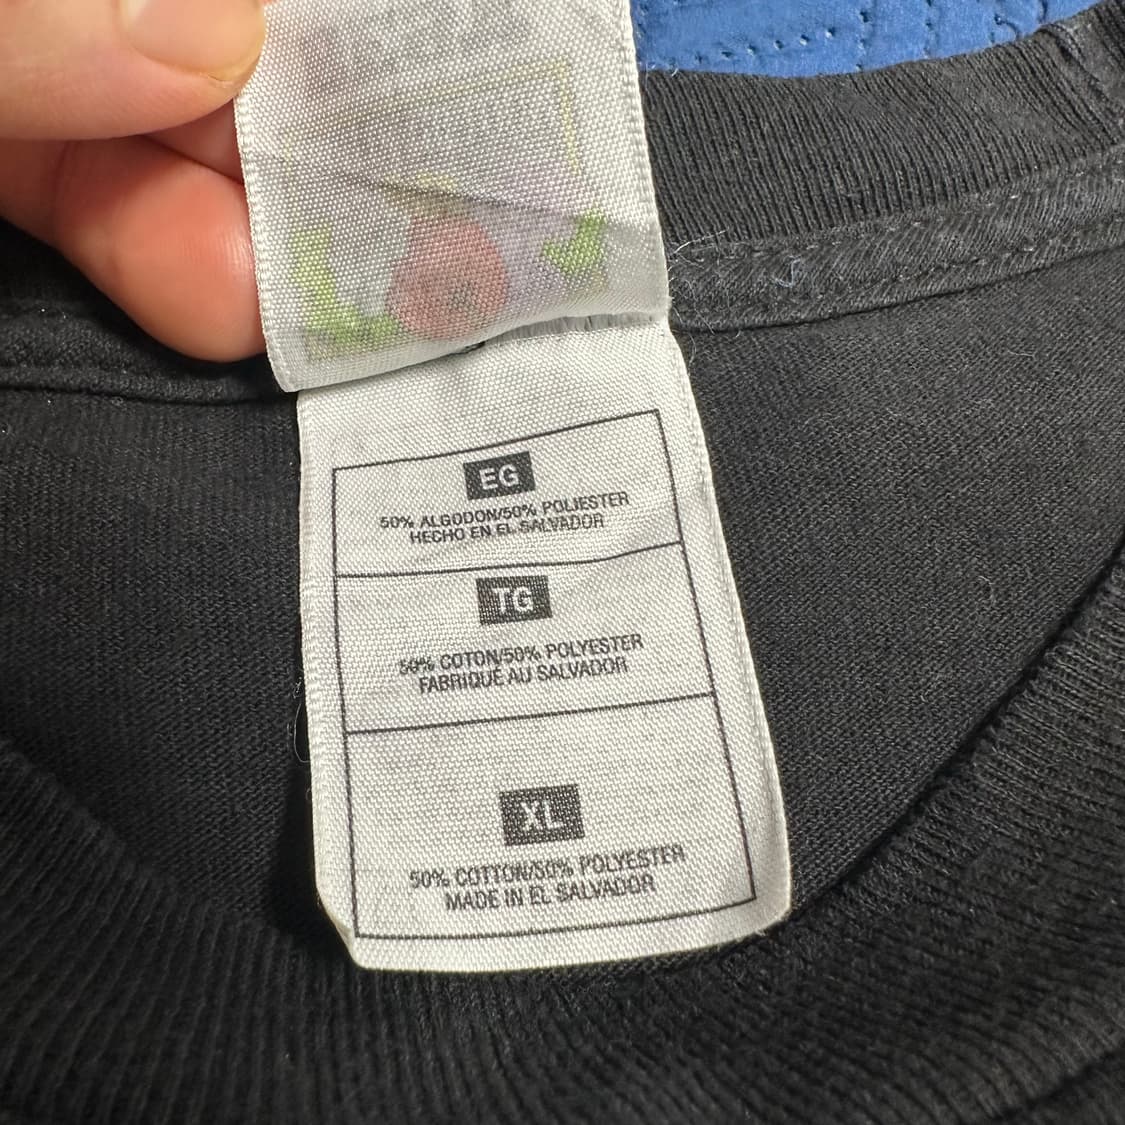 EG
50% ALGODON/50% POLIESTER
HECHO EN EL SALVADOR
TG
50% COTON/50% POLYESTER
FABRIQUE AU SALVADOR
XL
50% COTTON/50% POLYESTER
MADE IN EL SALVADOR